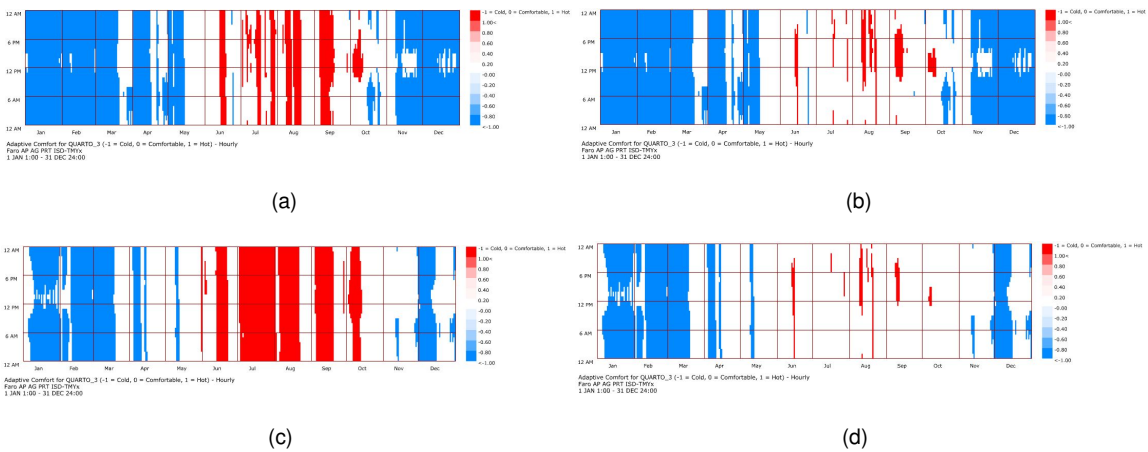 12 AM
6 PM
12 PM
6 AM
12 AM
Jan Feb Mar Apr May Jun Jul Aug Sep Oct Nov Dec
-1 = Cold, 0 = Comfortable, 1 = Hot
1.00<
0.80
0.60
0.40
0.20
-0.00
-0.20
-0.40
-0.60
-0.80
<-1.00
Adaptive Comfort for QUARTO_3 (-1 = Cold, 0 = Comfortable, 1 = Hot) - Hourly
Faro AP AG PRT ISD-TMYx
1 JAN 1:00 - 31 DEC 24:00
(a)
12 AM
6 PM
12 PM
6 AM
12 AM
Jan Feb Mar Apr May Jun Jul Aug Sep Oct Nov Dec
-1 = Cold, 0 = Comfortable, 1 = Hot
1.00<
0.80
0.60
0.40
0.20
-0.00
-0.20
-0.40
-0.60
-0.80
<-1.00
Adaptive Comfort for QUARTO_3 (-1 = Cold, 0 = Comfortable, 1 = Hot) - Hourly
Faro AP AG PRT ISD-TMYx
1 JAN 1:00 - 31 DEC 24:00
(b)
12 AM
6 PM
12 PM
6 AM
12 AM
Jan Feb Mar Apr May Jun Jul Aug Sep Oct Nov Dec
-1 = Cold, 0 = Comfortable, 1 = Hot
1.00<
0.80
0.60
0.40
0.20
-0.00
-0.20
-0.40
-0.60
-0.80
<-1.00
Adaptive Comfort for QUARTO_3 (-1 = Cold, 0 = Comfortable, 1 = Hot) - Hourly
Faro AP AG PRT ISD-TMYx
1 JAN 1:00 - 31 DEC 24:00
(c)
12 AM
6 PM
12 PM
6 AM
12 AM
Jan Feb Mar Apr May Jun Jul Aug Sep Oct Nov Dec
-1 = Cold, 0 = Comfortable, 1 = Hot
1.00<
0.80
0.60
0.40
0.20
-0.00
-0.20
-0.40
-0.60
-0.80
<-1.00
Adaptive Comfort for QUARTO_3 (-1 = Cold, 0 = Comfortable, 1 = Hot) - Hourly
Faro AP AG PRT ISD-TMYx
1 JAN 1:00 - 31 DEC 24:00
(d)